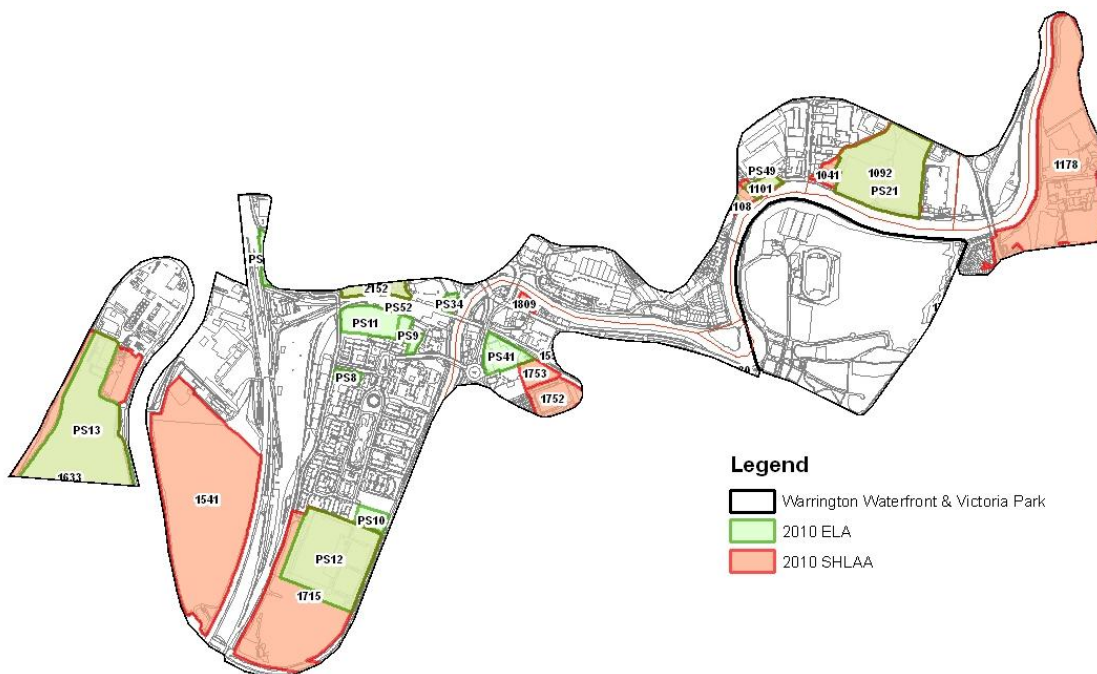 1178
PS49
1041
1092
1101
PS21
PS
2152
PS52
PS34
1809
PS11
PS9
PS41
1753
PS8
1752
PS13
1633
1541
PS10
PS12
1715
Legend
Warrington Waterfront & Victoria Park
2010 ELA
2010 SHLAA